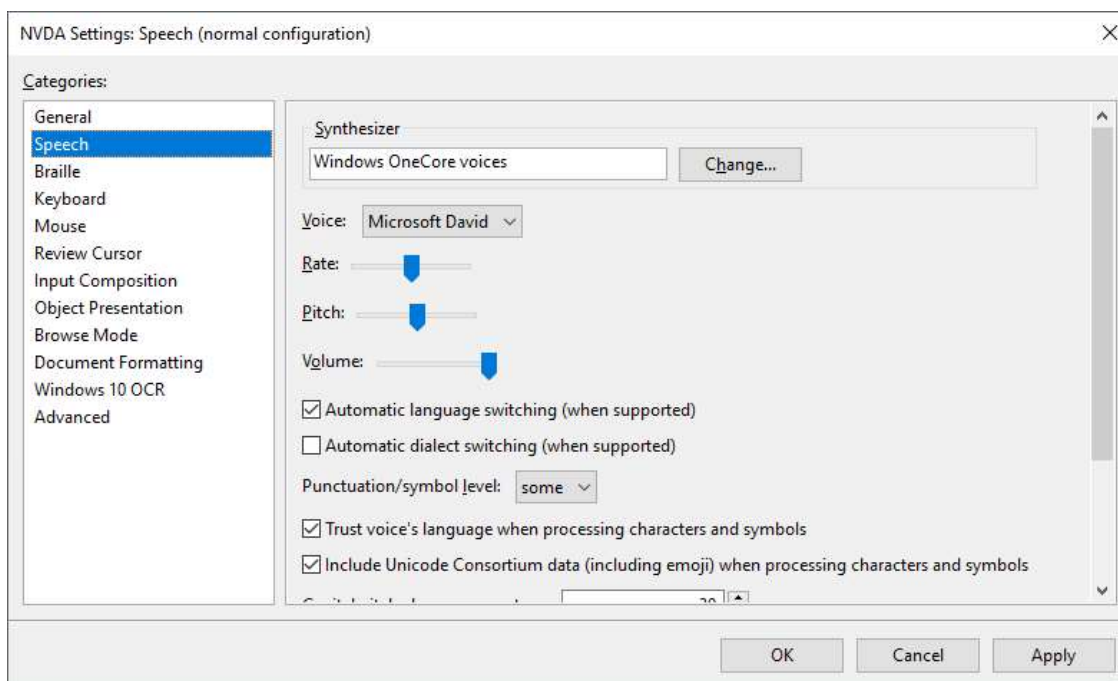 NVDA Settings: Speech (normal configuration)
Categories:
General
Speech
Braille
Keyboard
Mouse
Review Cursor
Input Composition
Object Presentation
Browse Mode
Document Formatting
Windows 10 OCR
Advanced
Synthesizer
Windows OneCore voices
Change...
Voice: Microsoft David
Rate:
Pitch:
Volume:
Automatic language switching (when supported)
Automatic dialect switching (when supported)
Punctuation/symbol level: some
Trust voice's language when processing characters and symbols
Include Unicode Consortium data (including emoji) when processing characters and symbols
OK Cancel Apply